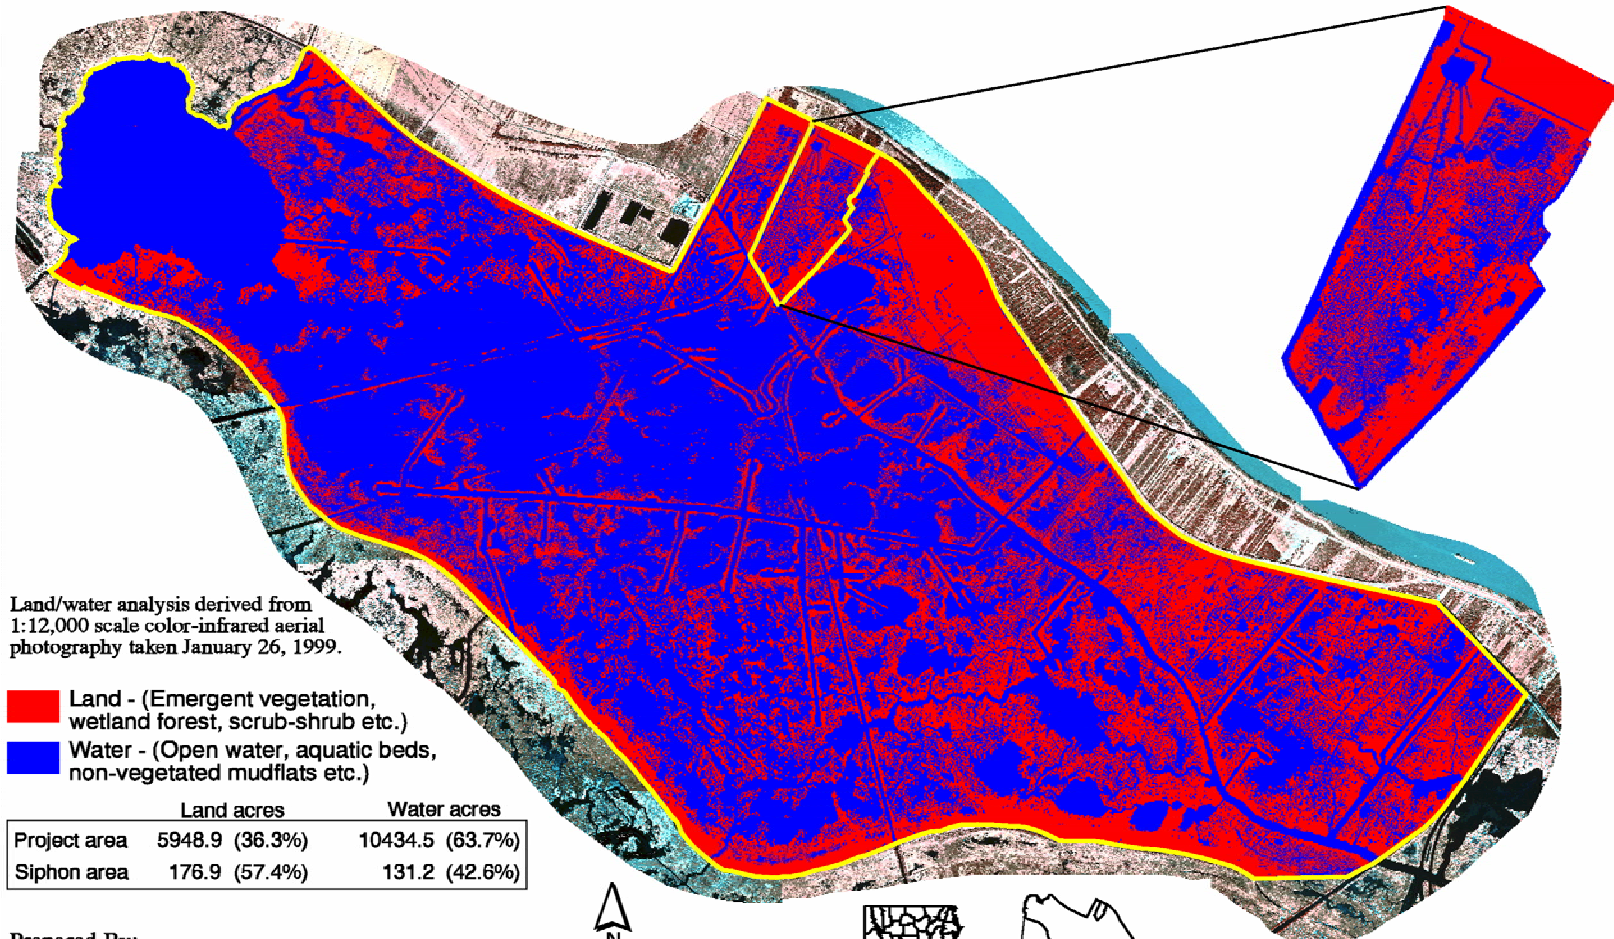 Land/water analysis derived from
1:12,000 scale color-infrared aerial
photography taken January 26, 1999.
Land - (Emergent vegetation,
wetland forest, scrub-shrub etc.)
Water - (Open water, aquatic beds,
non-vegetated mudflats etc.)
Land acres Water acres
Project area 5948.9 (36.3%) 10434.5 (63.7%)
Siphon area 176.9 (57.4%) 131.2 (42.6%)
Prepared By:
N